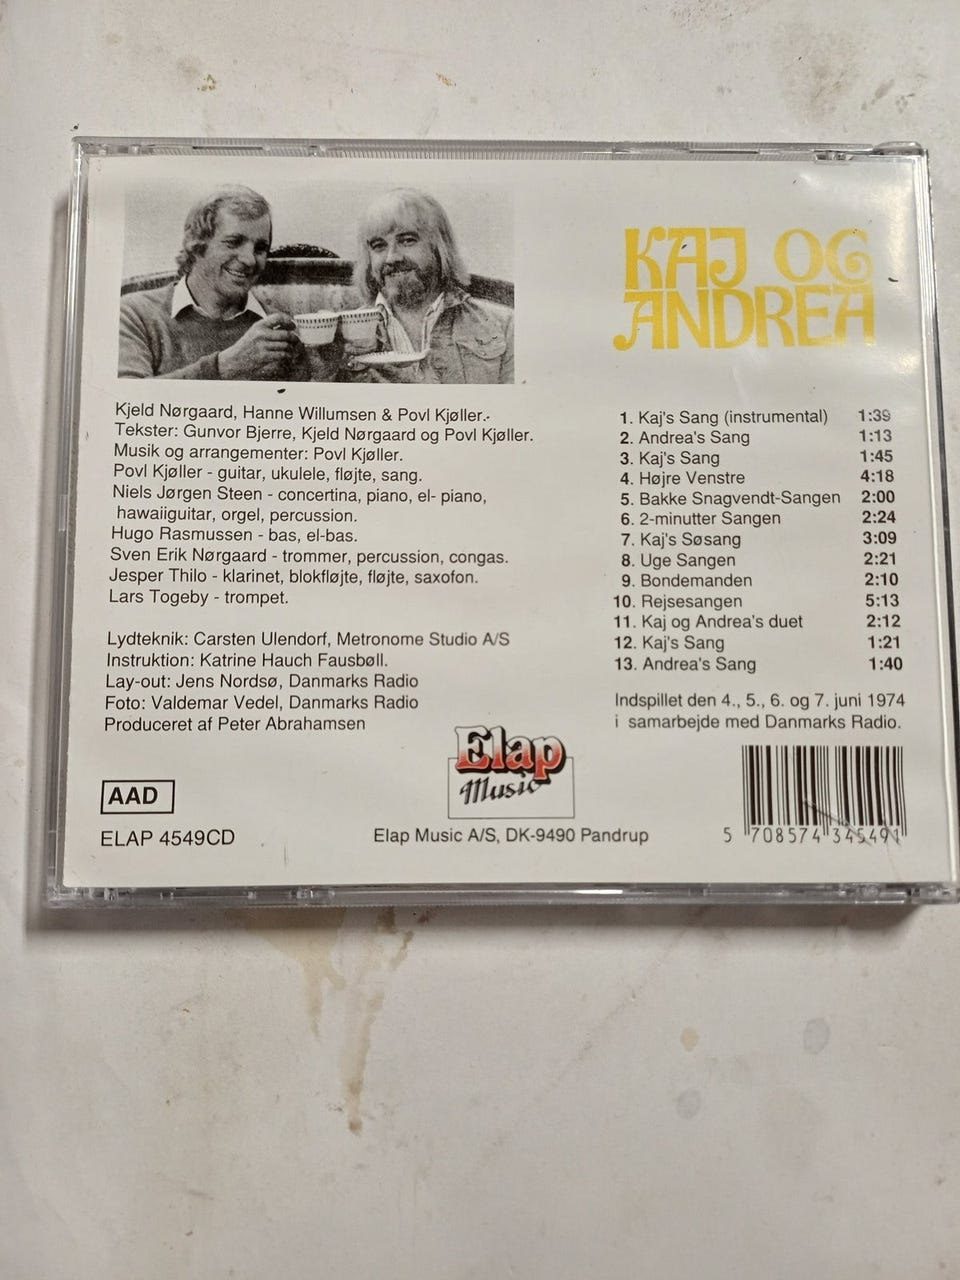 KAJ OG
ANDREA
Kjeld Nørgaard, Hanne Willumsen & Povl Kjøller.
Tekster: Gunvor Bjerre, Kjeld Nørgaard og Povl Kjøller.
Musik og arrangementer: Povl Kjøller.
Povl Kjøller - guitar, ukulele, fløjte, sang.
Niels Jørgen Steen - concertina, piano, el- piano,
hawaiiguitar, orgel, percussion.
Hugo Rasmussen - bas, el-bas.
Sven Erik Nørgaard - trommer, percussion, congas.
Jesper Thilo - klarinet, blokfløjte, fløjte, saxofon.
Lars Togeby - trompet.
Lydteknik: Carsten Ulendorf, Metronome Studio A/S
Instruktion: Katrine Hauch Fausbøll.
Lay-out: Jens Nordsø, Danmarks Radio
Foto: Valdemar Vedel, Danmarks Radio
Produceret af Peter Abrahamsen
1. Kaj's Sang (instrumental) 1:39
2. Andrea's Sang 1:13
3. Kaj's Sang 1:45
4. Højre Venstre 4:18
5. Bakke Snagvendt-Sangen 2:00
6. 2-minutter Sangen 2:24
7. Kaj's Søsang 3:09
8. Uge Sangen 2:21
9. Bondemanden 2:10
10. Rejsesangen 5:13
11. Kaj og Andrea's duet 2:12
12. Kaj's Sang 1:21
13. Andrea's Sang 1:40
Indspillet den 4., 5., 6. og 7. juni 1974
i samarbejde med Danmarks Radio.
AAD
ELAP 4549CD
Elap
Music
Elap Music A/S, DK-9490 Pandrup
5 708574 345491